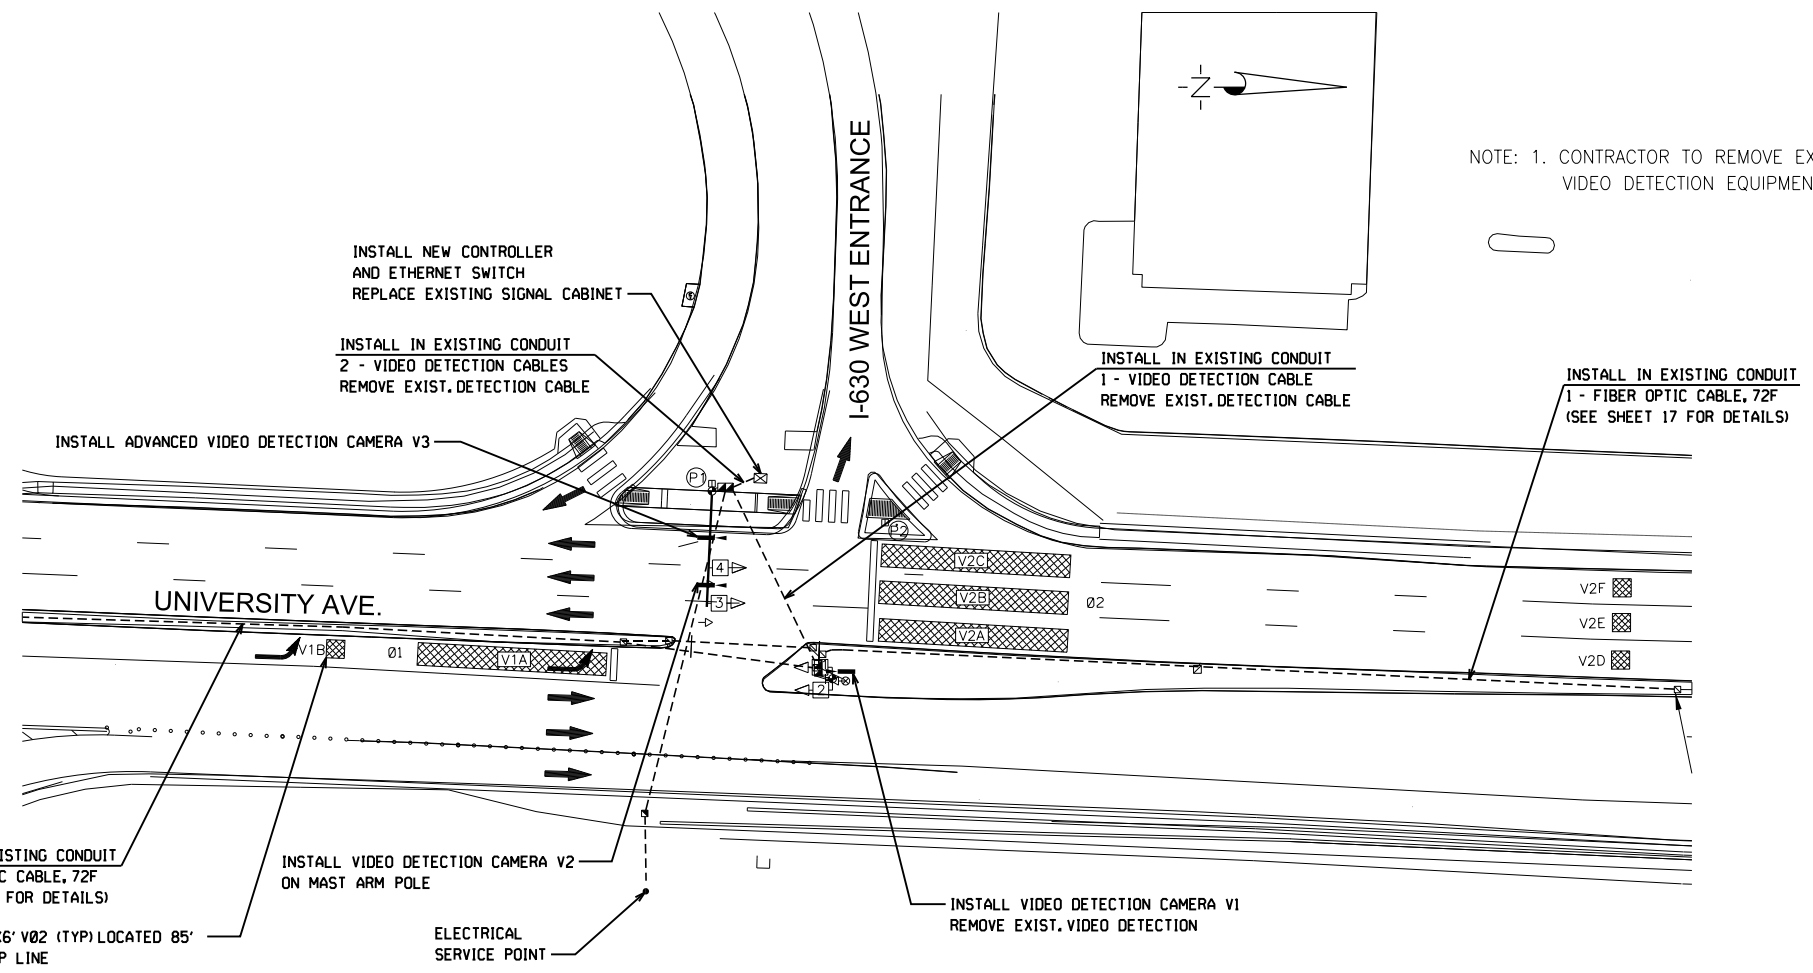 -Z-
NOTE: 1. CONTRACTOR TO REMOVE EX
VIDEO DETECTION EQUIPMEN
I-630 WEST ENTRANCE
INSTALL NEW CONTROLLER
AND ETHERNET SWITCH
REPLACE EXISTING SIGNAL CABINET
INSTALL IN EXISTING CONDUIT
2 - VIDEO DETECTION CABLES
REMOVE EXIST. DETECTION CABLE
INSTALL IN EXISTING CONDUIT
1 - VIDEO DETECTION CABLE
REMOVE EXIST. DETECTION CABLE
INSTALL IN EXISTING CONDUIT
1 - FIBER OPTIC CABLE, 72F
(SEE SHEET 17 FOR DETAILS)
INSTALL ADVANCED VIDEO DETECTION CAMERA V3
P1
P2
4
3
V2C
V2B
V2A
Ø2
V2F
V2E
V2D
UNIVERSITY AVE.
V1B
Ø1
V1A
2
ISTING CONDUIT
C CABLE, 72F
FOR DETAILS)
X6' V02 (TYP) LOCATED 85'
P LINE
INSTALL VIDEO DETECTION CAMERA V2
ON MAST ARM POLE
ELECTRICAL
SERVICE POINT
INSTALL VIDEO DETECTION CAMERA V1
REMOVE EXIST. VIDEO DETECTION